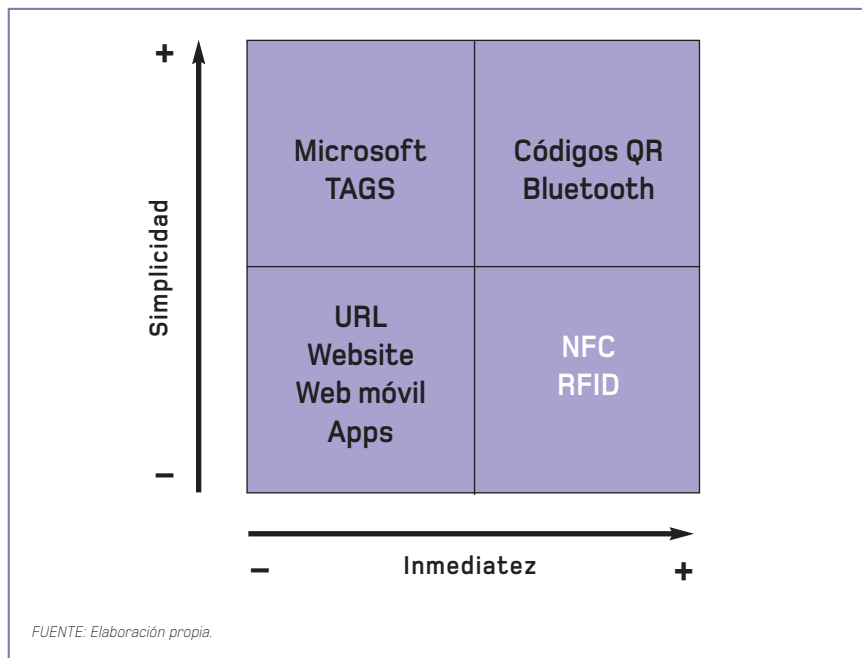 +
Simplicidad
–
Microsoft
TAGS
Códigos QR
Bluetooth
URL
Website
Web móvil
Apps
NFC
RFID
–
Inmediatez
+
FUENTE: Elaboración propia.